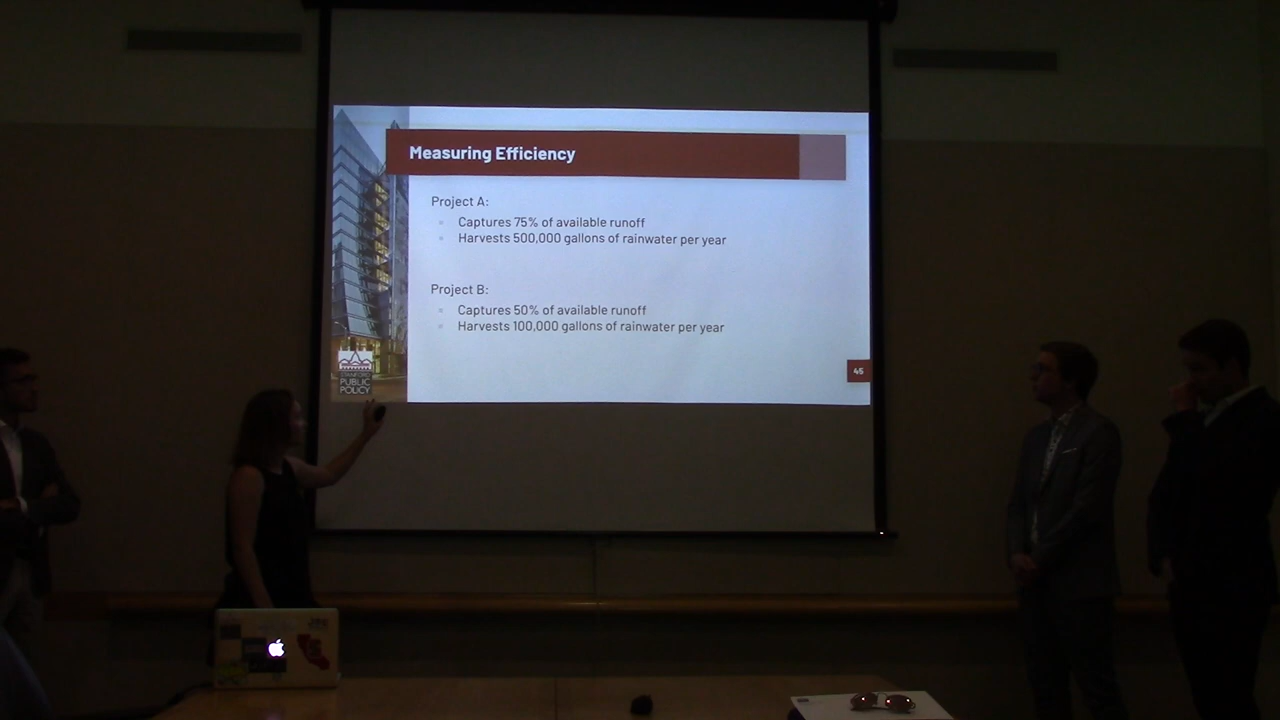 Measuring Efficiency
Project A:
Captures 75% of available runoff
Harvests 500,000 gallons of rainwater per year
Project B:
Captures 50% of available runoff
Harvests 100,000 gallons of rainwater per year
45
STANFORD
PUBLIC
POLICY